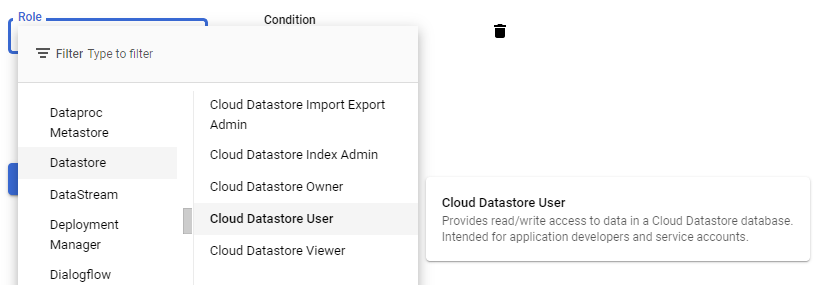 Role
Condition
Filter Type to filter
Dataproc
Metastore
Datastore
DataStream
Deployment
Manager
Dialogflow
Cloud Datastore Import Export
Admin
Cloud Datastore Index Admin
Cloud Datastore Owner
Cloud Datastore User
Cloud Datastore Viewer
Cloud Datastore User
Provides read/write access to data in a Cloud Datastore database.
Intended for application developers and service accounts.